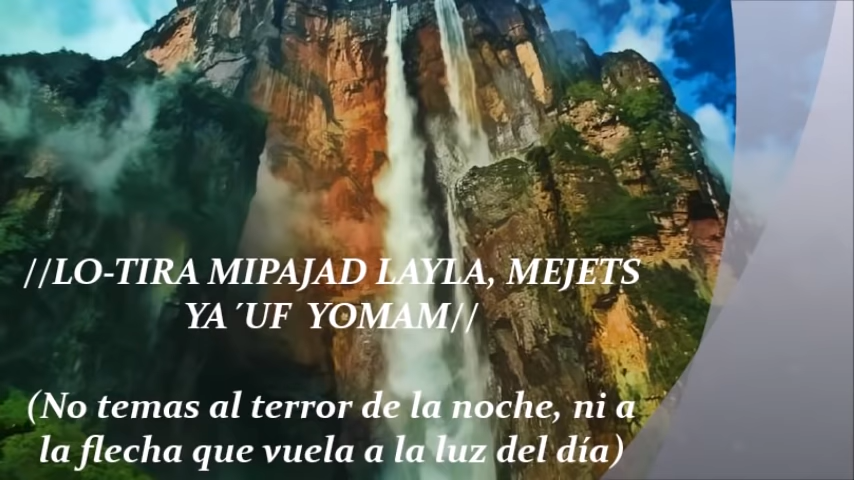 //LO-TIRA MIPAJAD LAYLA, MEJETS
YA´UF YOMAM//
(No temas al terror de la noche, ni a
la flecha que vuela a la luz del día)